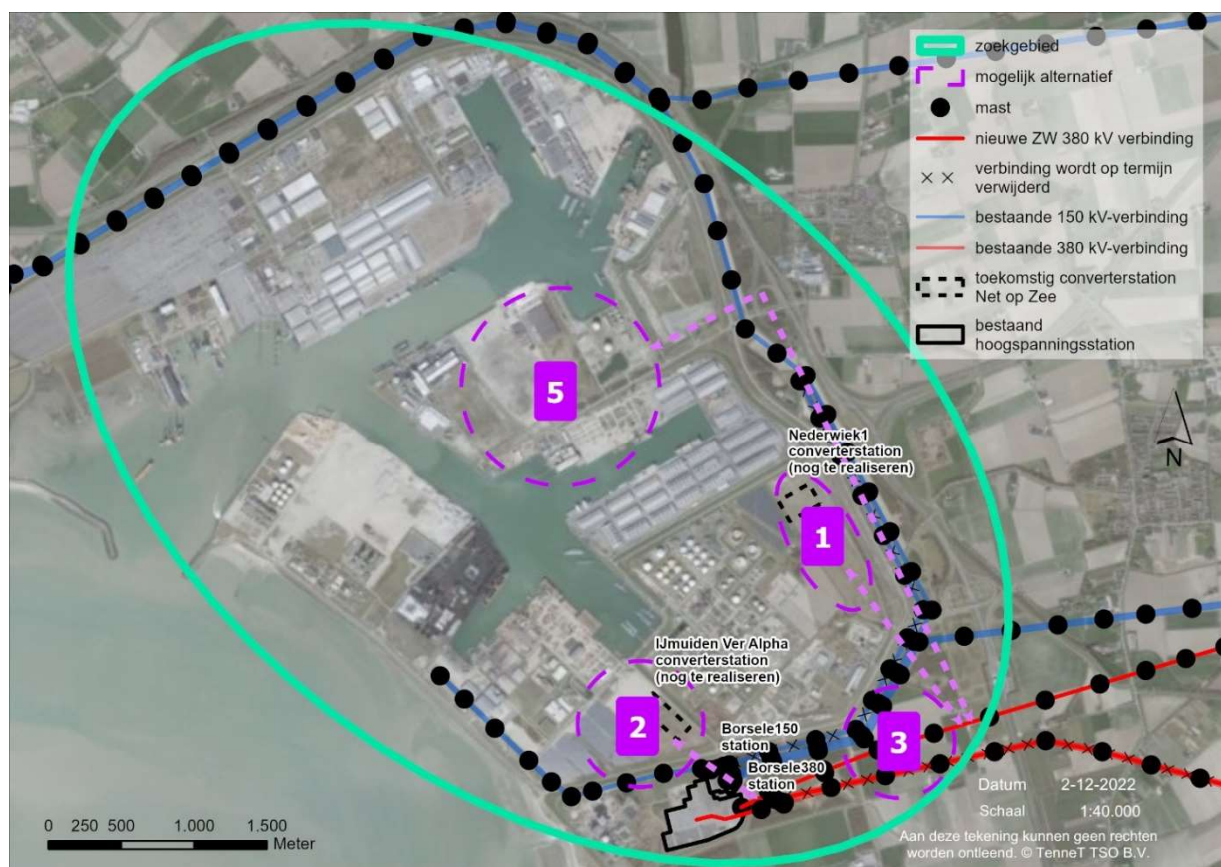 zoekgebied
mogelijk alternatief
mast
nieuwe ZW 380 kV verbinding
verbinding wordt op termijn
verwijderd
bestaande 150 kV-verbinding
bestaande 380 kV-verbinding
toekomstig converterstation
Net op Zee
bestaand
hoogspanningsstation
5
N
Nederwiek1
converterstation
(nog te realiseren)
1
IJmuiden Ver Alpha
converterstation
(nog te realiseren)
2
Borsele150
station
3
Borsele380
station
Datum 2-12-2022
Schaal 1:40.000
0 250 500 1.000 1.500
Meter
Aan deze tekening kunnen geen rechten
worden ontleend. © TenneT TSO B.V.